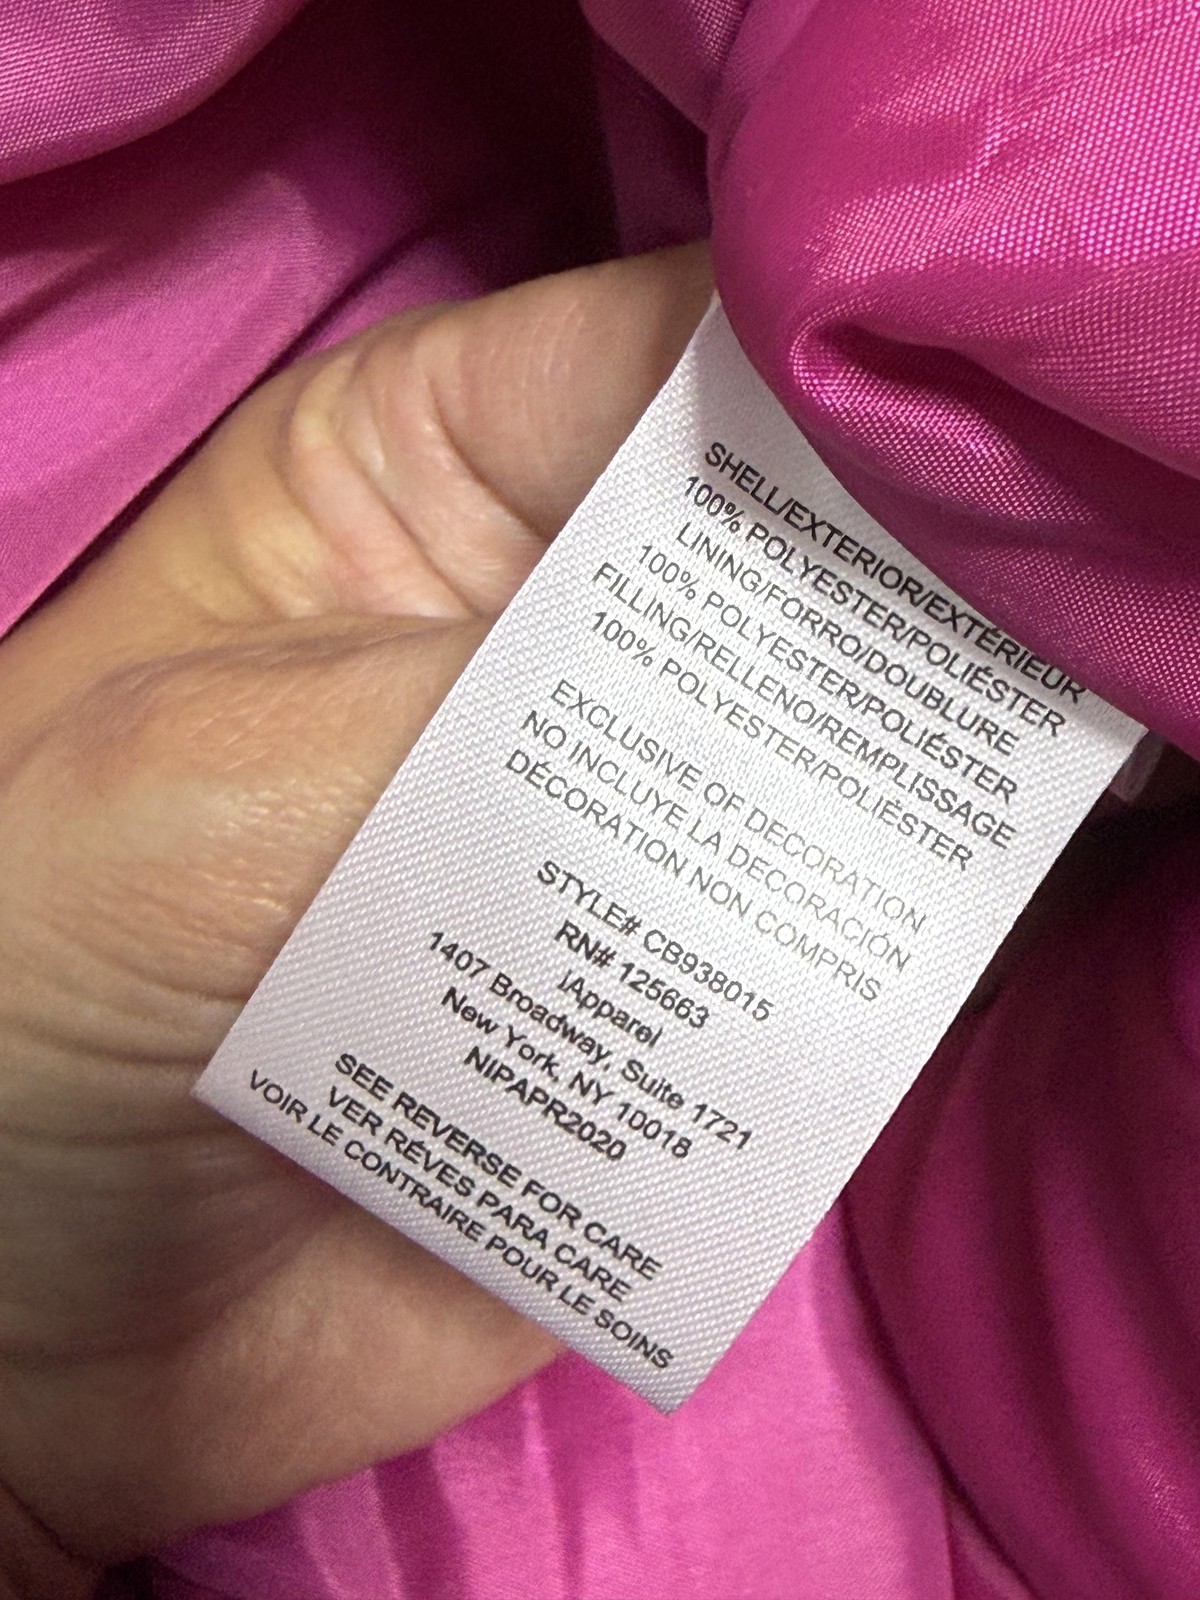 SHELL/EXTERIOR/EXTÉRIEUR
100% POLYESTER/POLIÉSTER
LINING/FORRO/DOUBLURE
100% POLYESTER/POLIÉSTER
FILLING/RELLENO/REMPLISSAGE
100% POLYESTER/POLIÉSTER
EXCLUSIVE OF DECORATION
NO INCLUYE LA DECORACIÓN
DÉCORATION NON COMPRIS
STYLE# CB938015
RN# 125663
iApparel
1407 Broadway, Suite 1721
New York, NY 10018
NIPAPR2020
SEE REVERSE FOR CARE
VER RÉVES PARA CARE
VOIR LE CONTRAIRE POUR LE SOINS